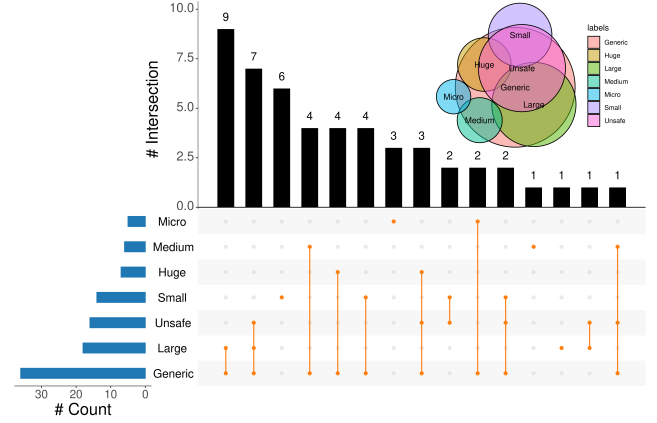 10.0
7.5
5.0
2.5
0.0
# Intersection
9
7
6
4
4
4
3
3
2
2
2
1
1
1
1
Small
Huge
Unsafe
Generic
Micro
Large
Medium
labels
Generic
Huge
Large
Medium
Micro
Small
Unsafe
Micro
Medium
Huge
Small
Unsafe
Large
Generic
30 20 10 0
# Count